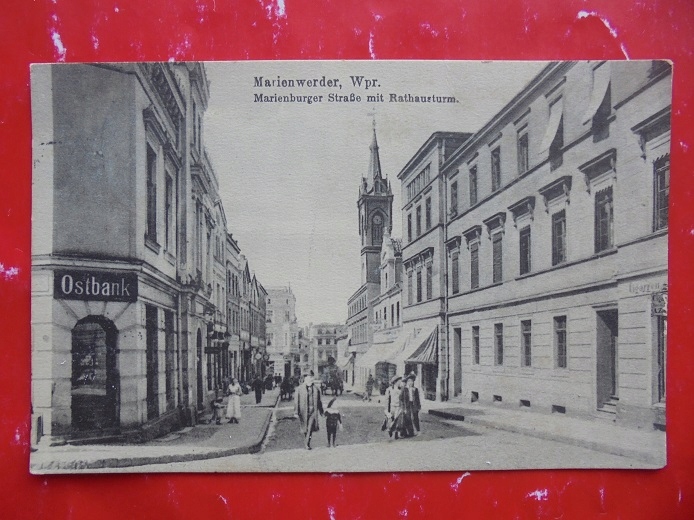 Marienwerder, Wpr.
Marienburger Straße mit Rathausturm.
Ostbank